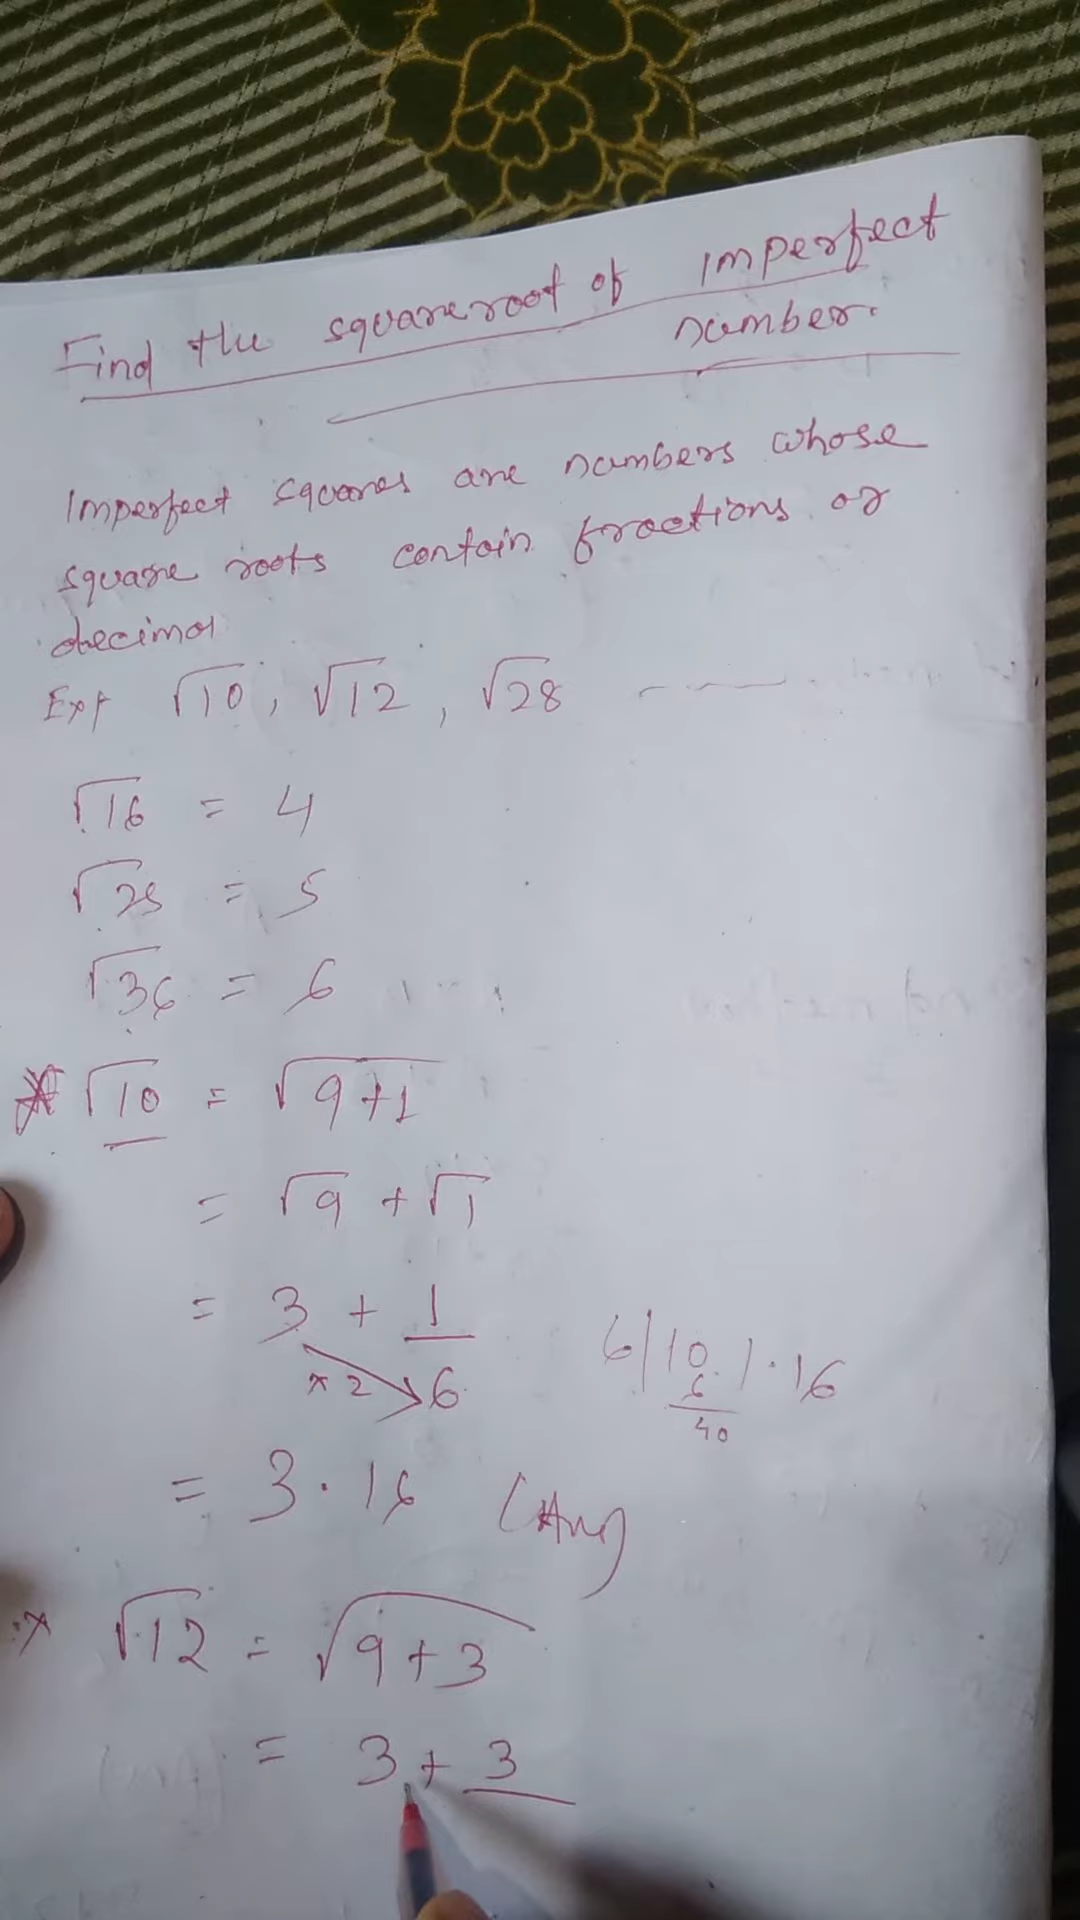 Find the squareroot of imperfect
number.
Imperfect squares are numbers whose
square roots contain fractions or
decimal
Exp √10, √12, √28 -----
√16 = 4
√25 = 5
√36 = 6 ....
* √10 = √9+1
= √9 + √1
= 3 + 1
×2 6
6|10|.16
6
40
= 3.16 (Ans)
* √12 = √9+3
= 3 + 3